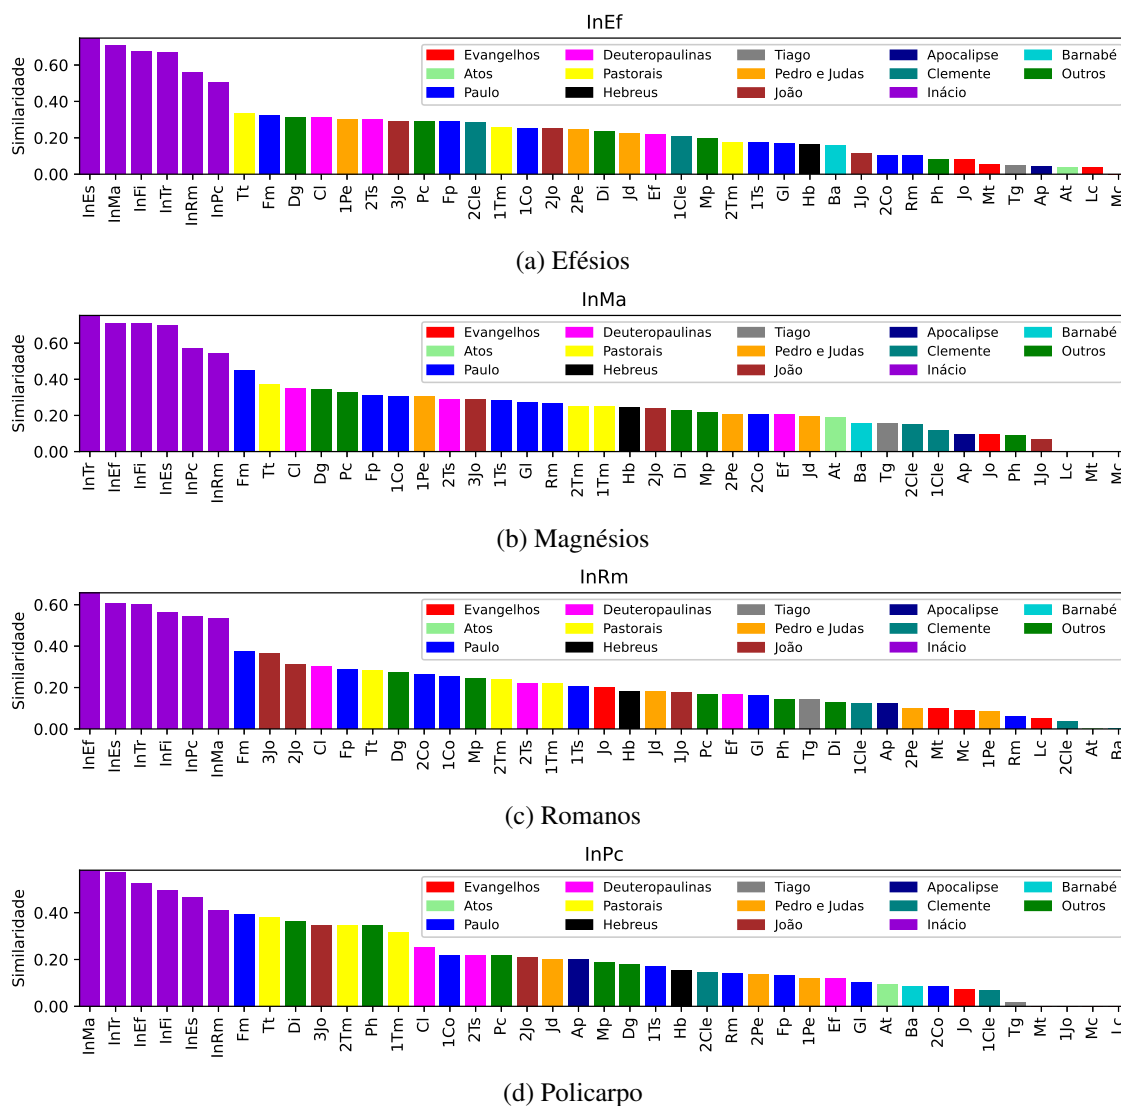 InEf
Similaridade
0.60
0.40
0.20
0.00
Evangelhos Deuteropaulinas Tiago Apocalipse Barnabé
Atos Pastorais Pedro e Judas Clemente Outros
Paulo Hebreus João Inácio
InEs InMa InFi InTr InRm InPc Tt Fm Dg Cl 1Pe 2Ts 3Jo Pc Fp 2Cle 1Tm 1Co 2Jo 2Pe Di Jd Ef 1Cle Mp 2Tm 1Ts Gl Hb Ba 1Jo 2Co Rm Ph Jo Mt Tg Ap At Lc Mc
(a) Efésios
InMa
Similaridade
0.60
0.40
0.20
0.00
Evangelhos Deuteropaulinas Tiago Apocalipse Barnabé
Atos Pastorais Pedro e Judas Clemente Outros
Paulo Hebreus João Inácio
InTr InEf InFi InEs InPc InRm Fm Tt Cl Dg Pc Fp 1Co 1Pe 2Ts 3Jo 1Ts Gl Rm 2Tm 1Tm Hb 2Jo Di Mp 2Pe 2Co Ef Jd At Ba Tg 2Cle 1Cle Ap Jo Ph 1Jo Lc Mt Mc
(b) Magnésios
InRm
Similaridade
0.60
0.40
0.20
0.00
Evangelhos Deuteropaulinas Tiago Apocalipse Barnabé
Atos Pastorais Pedro e Judas Clemente Outros
Paulo Hebreus João Inácio
InEf InEs InTr InFi InPc InMa Fm 3Jo 2Jo Cl Fp Tt Dg 2Co 1Co Mp 2Tm 2Ts 1Tm 1Ts Jo Hb Jd 1Jo Pc Ef Gl Ph Tg Di 1Cle Ap 2Pe Mt Mc 1Pe Rm Lc 2Cle At Ba
(c) Romanos
InPc
Similaridade
0.40
0.20
0.00
Evangelhos Deuteropaulinas Tiago Apocalipse Barnabé
Atos Pastorais Pedro e Judas Clemente Outros
Paulo Hebreus João Inácio
InMa InTr InEf InFi InEs InRm Fm Tt Di 3Jo 2Tm Ph 1Tm Cl 1Co 2Ts Pc 2Jo Jd Ap Mp Dg 1Ts Hb 2Cle Rm 2Pe Fp 1Pe Ef Gl At Ba 2Co Jo 1Cle Tg Mt 1Jo Mc Lc
(d) Policarpo